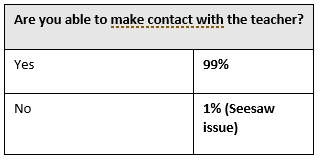 Are you able to make contact with the teacher?
Yes 99%
No 1% (Seesaw
issue)